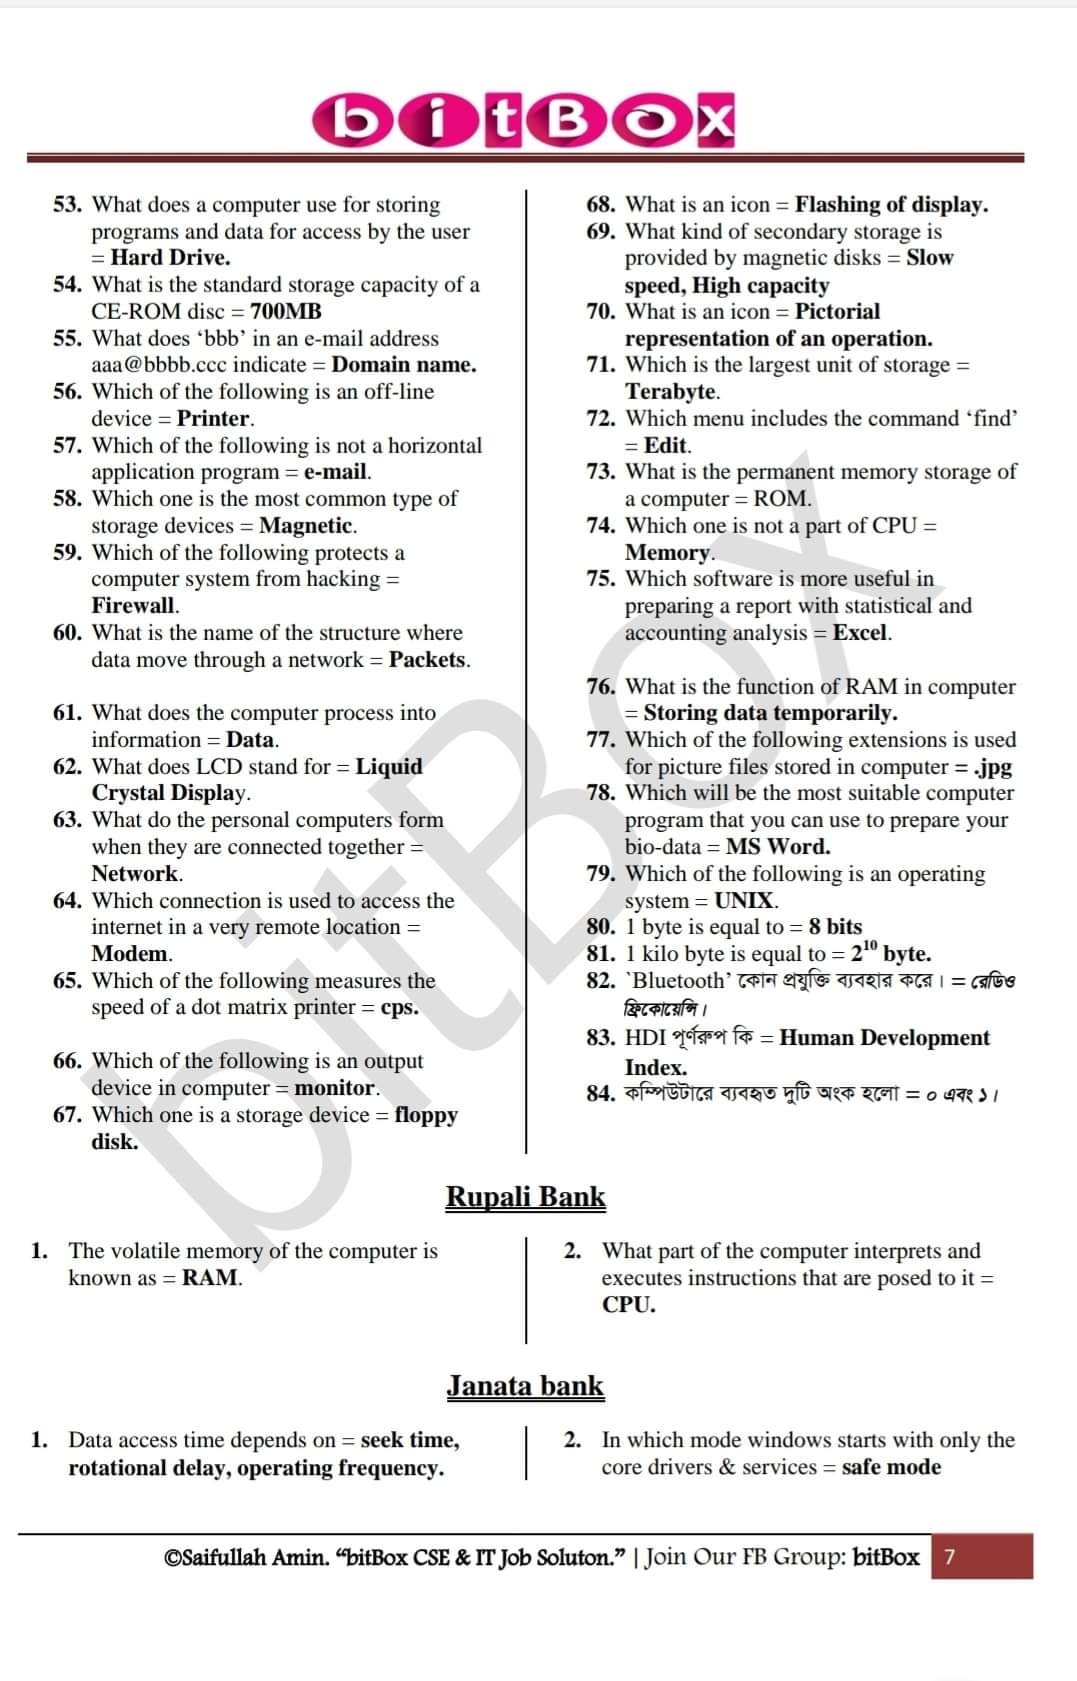 bitBox
53. What does a computer use for storing
programs and data for access by the user
= Hard Drive.
54. What is the standard storage capacity of a
CE-ROM disc = 700MB
55. What does ‘bbb’ in an e-mail address
aaa@bbbb.ccc indicate = Domain name.
56. Which of the following is an off-line
device = Printer.
57. Which of the following is not a horizontal
application program = e-mail.
58. Which one is the most common type of
storage devices = Magnetic.
59. Which of the following protects a
computer system from hacking =
Firewall.
60. What is the name of the structure where
data move through a network = Packets.
61. What does the computer process into
information = Data.
62. What does LCD stand for = Liquid
Crystal Display.
63. What do the personal computers form
when they are connected together =
Network.
64. Which connection is used to access the
internet in a very remote location =
Modem.
65. Which of the following measures the
speed of a dot matrix printer = cps.
66. Which of the following is an output
device in computer = monitor.
67. Which one is a storage device = floppy
disk.
68. What is an icon = Flashing of display.
69. What kind of secondary storage is
provided by magnetic disks = Slow
speed, High capacity
70. What is an icon = Pictorial
representation of an operation.
71. Which is the largest unit of storage =
Terabyte.
72. Which menu includes the command ‘find’
= Edit.
73. What is the permanent memory storage of
a computer = ROM.
74. Which one is not a part of CPU =
Memory.
75. Which software is more useful in
preparing a report with statistical and
accounting analysis = Excel.
76. What is the function of RAM in computer
= Storing data temporarily.
77. Which of the following extensions is used
for picture files stored in computer = .jpg
78. Which will be the most suitable computer
program that you can use to prepare your
bio-data = MS Word.
79. Which of the following is an operating
system = UNIX.
80. 1 byte is equal to = 8 bits
81. 1 kilo byte is equal to = 2¹⁰ byte.
82. `Bluetooth’ কোন প্রযুক্তি ব্যবহার করে। = রেডিও
ফ্রিকোয়েন্সি।
83. HDI পূর্ণরুপ কি = Human Development
Index.
84. কম্পিউটারে ব্যবহৃত দুটি অংক হলো = ০ এবং ১।
Rupali Bank
1. The volatile memory of the computer is
known as = RAM.
2. What part of the computer interprets and
executes instructions that are posed to it =
CPU.
Janata bank
1. Data access time depends on = seek time,
rotational delay, operating frequency.
2. In which mode windows starts with only the
core drivers & services = safe mode
©Saifullah Amin. “bitBox CSE & IT Job Soluton.” | Join Our FB Group: bitBox 7
bitBox